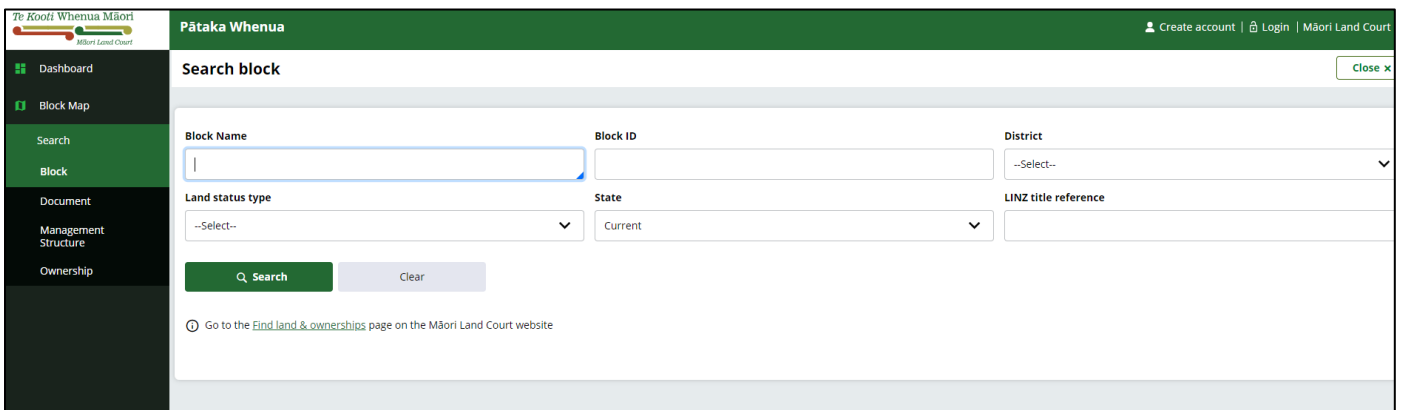 Te Kooti Whenua Māori
Māori Land Court
Pātaka Whenua
Create account | Login | Māori Land Court
Dashboard
Block Map
Search
Block
Document
Management
Structure
Ownership
Search block
Close ×
Block Name
Block ID
District
--Select--
Land status type
State
LINZ title reference
--Select--
Current
Search
Clear
Go to the Find land & ownerships page on the Māori Land Court website